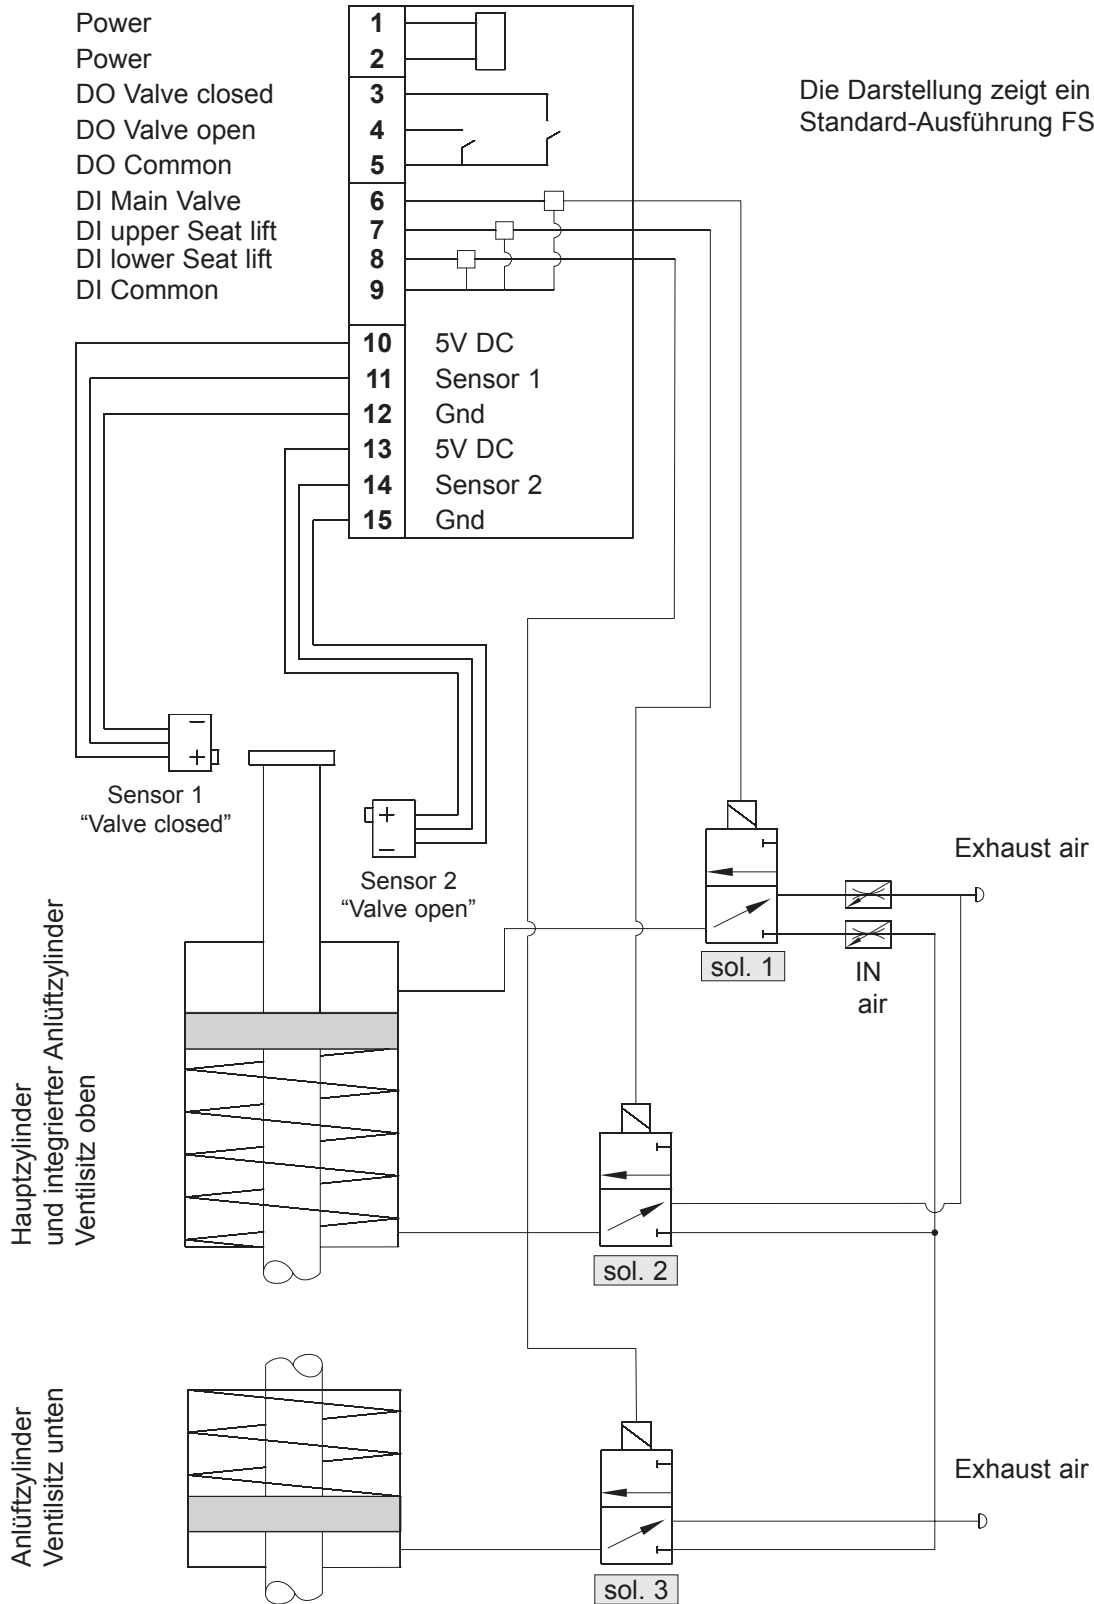 Power 1
Power 2
DO Valve closed 3
DO Valve open 4
DO Common 5
DI Main Valve 6
DI upper Seat lift 7
DI lower Seat lift 8
DI Common 9
10 5V DC
11 Sensor 1
12 Gnd
13 5V DC
14 Sensor 2
15 Gnd
Die Darstellung zeigt ein
Standard-Ausführung FS
Sensor 1
“Valve closed”
Sensor 2
“Valve open”
Exhaust air
sol. 1
IN
air
Hauptzylinder
und integrierter Anlüftzylinder
Ventilsitz oben
sol. 2
Anlüftzylinder
Ventilsitz unten
Exhaust air
sol. 3